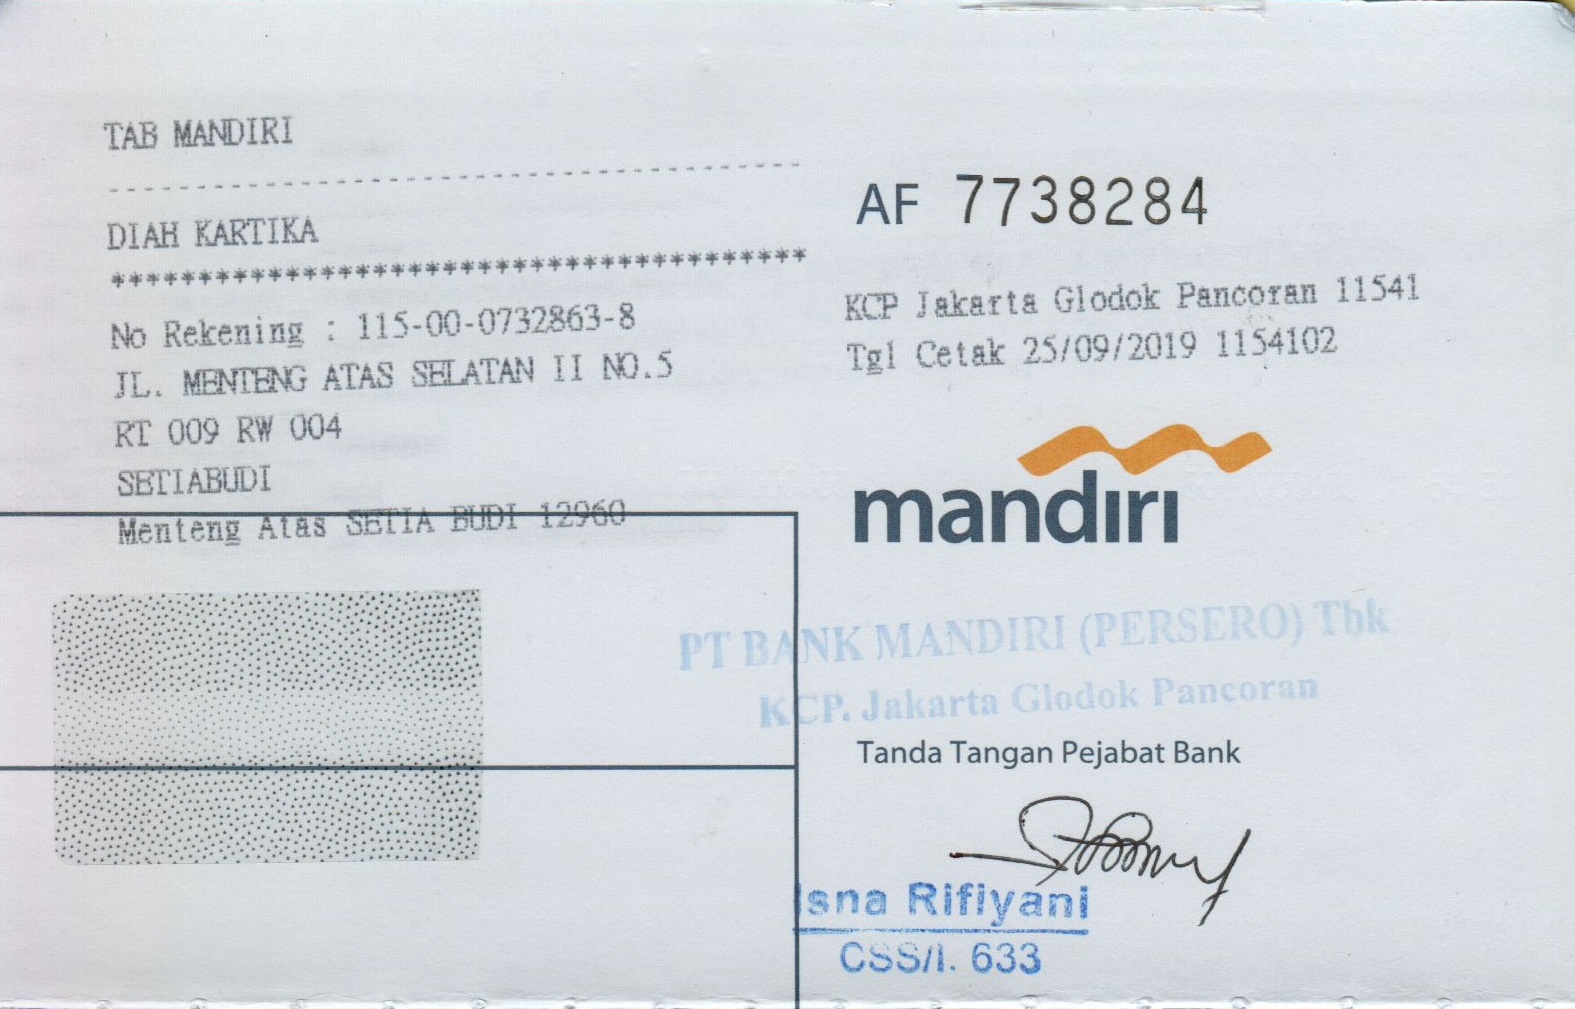 TAB MANDIRI
----------------------------------------
DIAH KARTIKA
****************************************
No Rekening : 115-00-0732863-8
JL. MENTENG ATAS SELATAN II NO.5
RT 009 RW 004
SETIABUDI
Menteng Atas SETIA BUDI 12960
AF 7738284
KCP Jakarta Glodok Pancoran 11541
Tgl Cetak 25/09/2019 1154102
mandiri
PT BANK MANDIRI (PERSERO) Tbk
KCP. Jakarta Glodok Pancoran
Tanda Tangan Pejabat Bank
Isna Rifiyani
CSS/I. 633